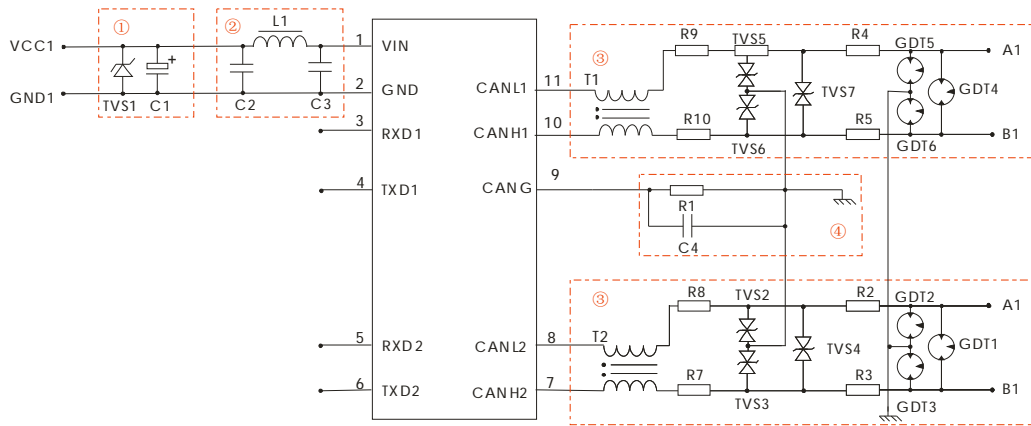 ①
②
L1
VCC1
GND1
TVS1
C1
C2
C3
1
VIN
2
GND
3
RXD1
4
TXD1
5
RXD2
6
TXD2
CANL1
11
CANH1
10
CANG
9
CANL2
8
CANH2
7
③
T1
R9
TVS5
R4
GDT5
A1
TVS7
GDT4
R10
TVS6
R5
GDT6
B1
R1
C4
④
③
T2
R8
TVS2
R2
GDT2
A1
TVS4
GDT1
R7
TVS3
R3
GDT3
B1